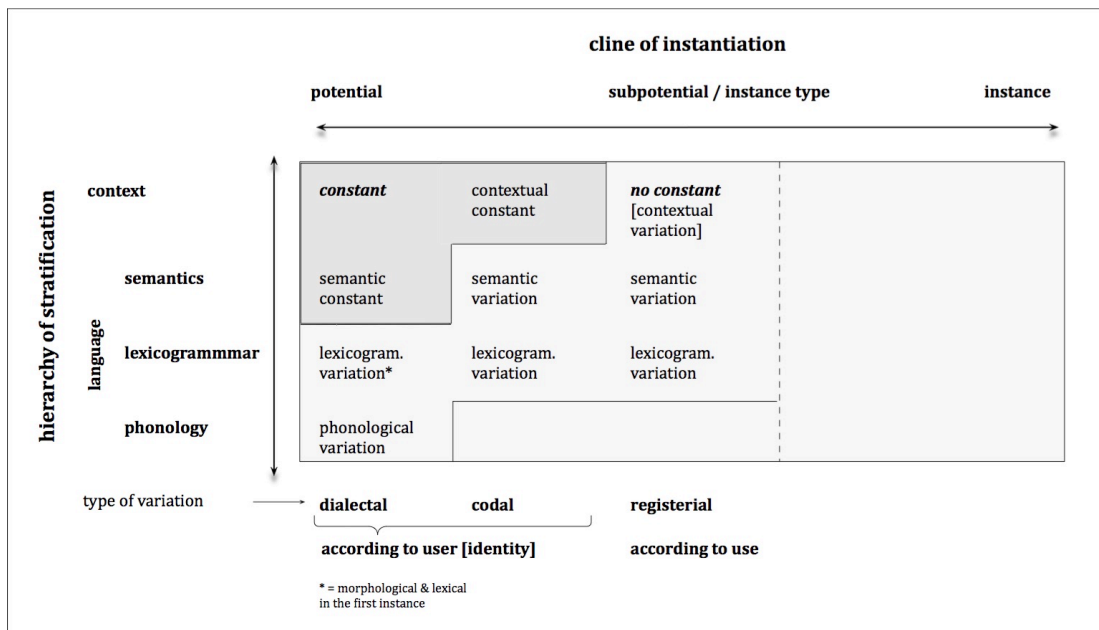 cline of instantiation
potential subpotential / instance type instance
hierarchy of stratification
language
context constant contextual no constant
constant [contextual
variation]
semantics semantic semantic semantic
constant variation variation
lexicogrammmar lexicogram. lexicogram. lexicogram.
variation* variation variation
phonology phonological
variation
type of variation dialectal codal registerial
according to user [identity] according to use
* = morphological & lexical
in the first instance